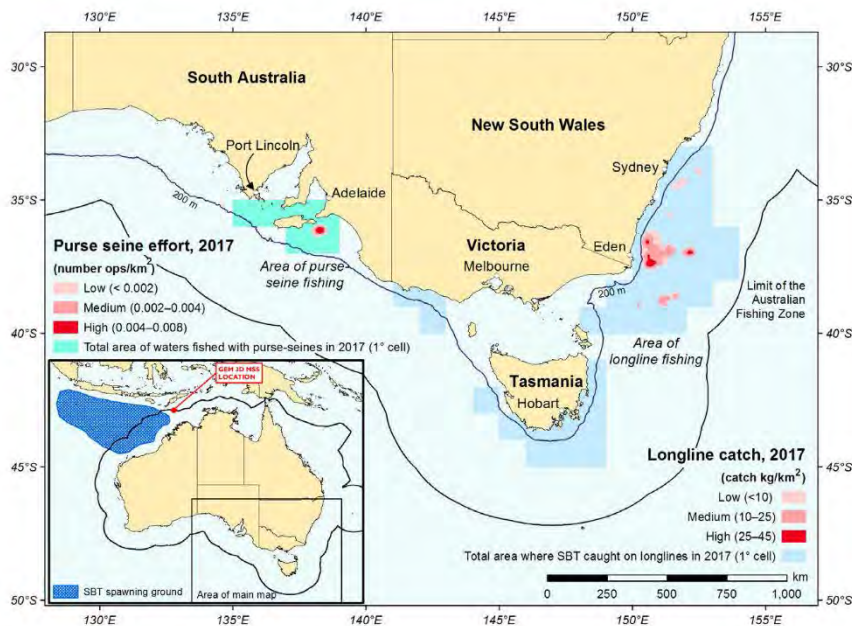 130°E 135°E 140°E 145°E 150°E 155°E
30°S 30°S
South Australia
New South Wales
Port Lincoln
Sydney
35°S Adelaide 35°S
200 m
Purse seine effort, 2017
(number ops/km²)
Low (< 0.002)
Medium (0.002–0.004)
High (0.004–0.008)
Total area of waters fished with purse-seines in 2017 (1° cell)
Area of purse-
seine fishing
Victoria
Melbourne
Eden
200 m
Limit of the
Australian
Fishing Zone
40°S 40°S
Area of
longline fishing
GEM 3D MSS
LOCATION
Tasmania
Hobart
45°S 45°S
Longline catch, 2017
(catch kg/km²)
Low (<10)
Medium (10–25)
High (25–45)
Total area where SBT caught on longlines in 2017 (1° cell)
SBT spawning ground
Area of main map
km
0 250 500 750 1,000
50°S 50°S
130°E 135°E 140°E 145°E 150°E 155°E